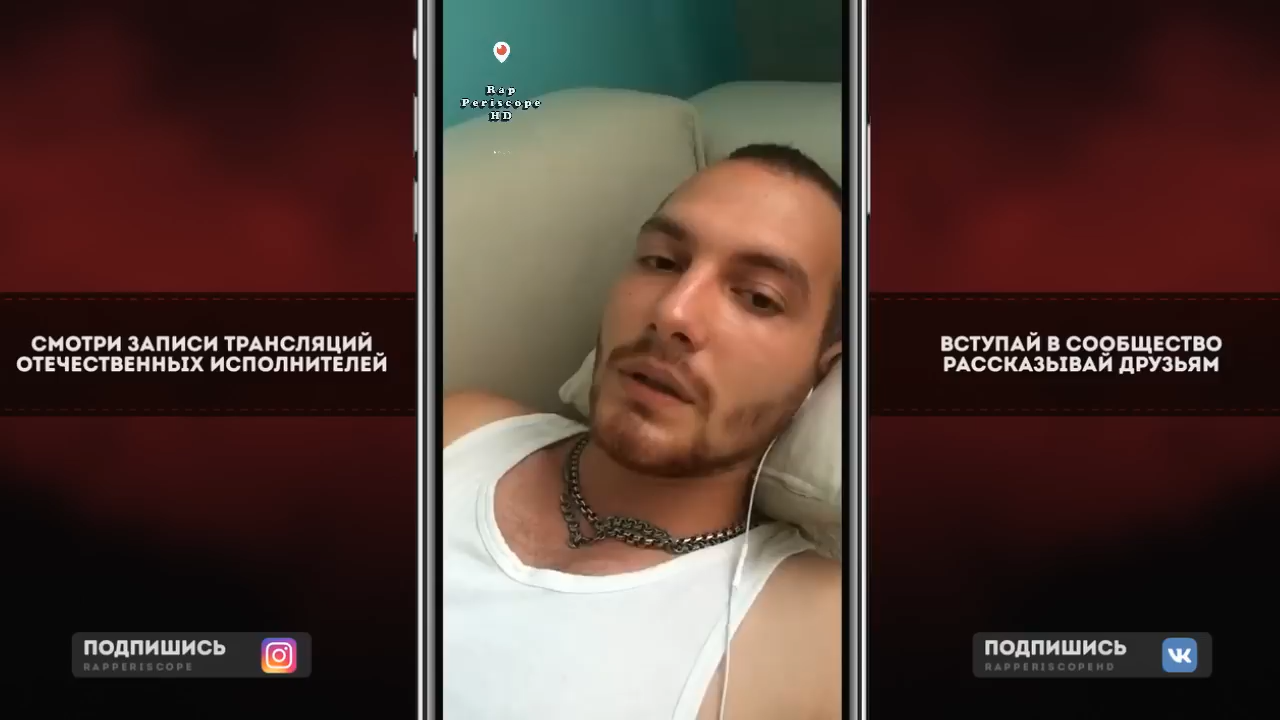 Rap
Periscope
HD
СМОТРИ ЗАПИСИ ТРАНСЛЯЦИЙ
ОТЕЧЕСТВЕННЫХ ИСПОЛНИТЕЛЕЙ
ВСТУПАЙ В СООБЩЕСТВО
РАССКАЗЫВАЙ ДРУЗЬЯМ
ПОДПИШИСЬ
RAPPERISCOPE
ПОДПИШИСЬ
RAPPERISCOPEHD